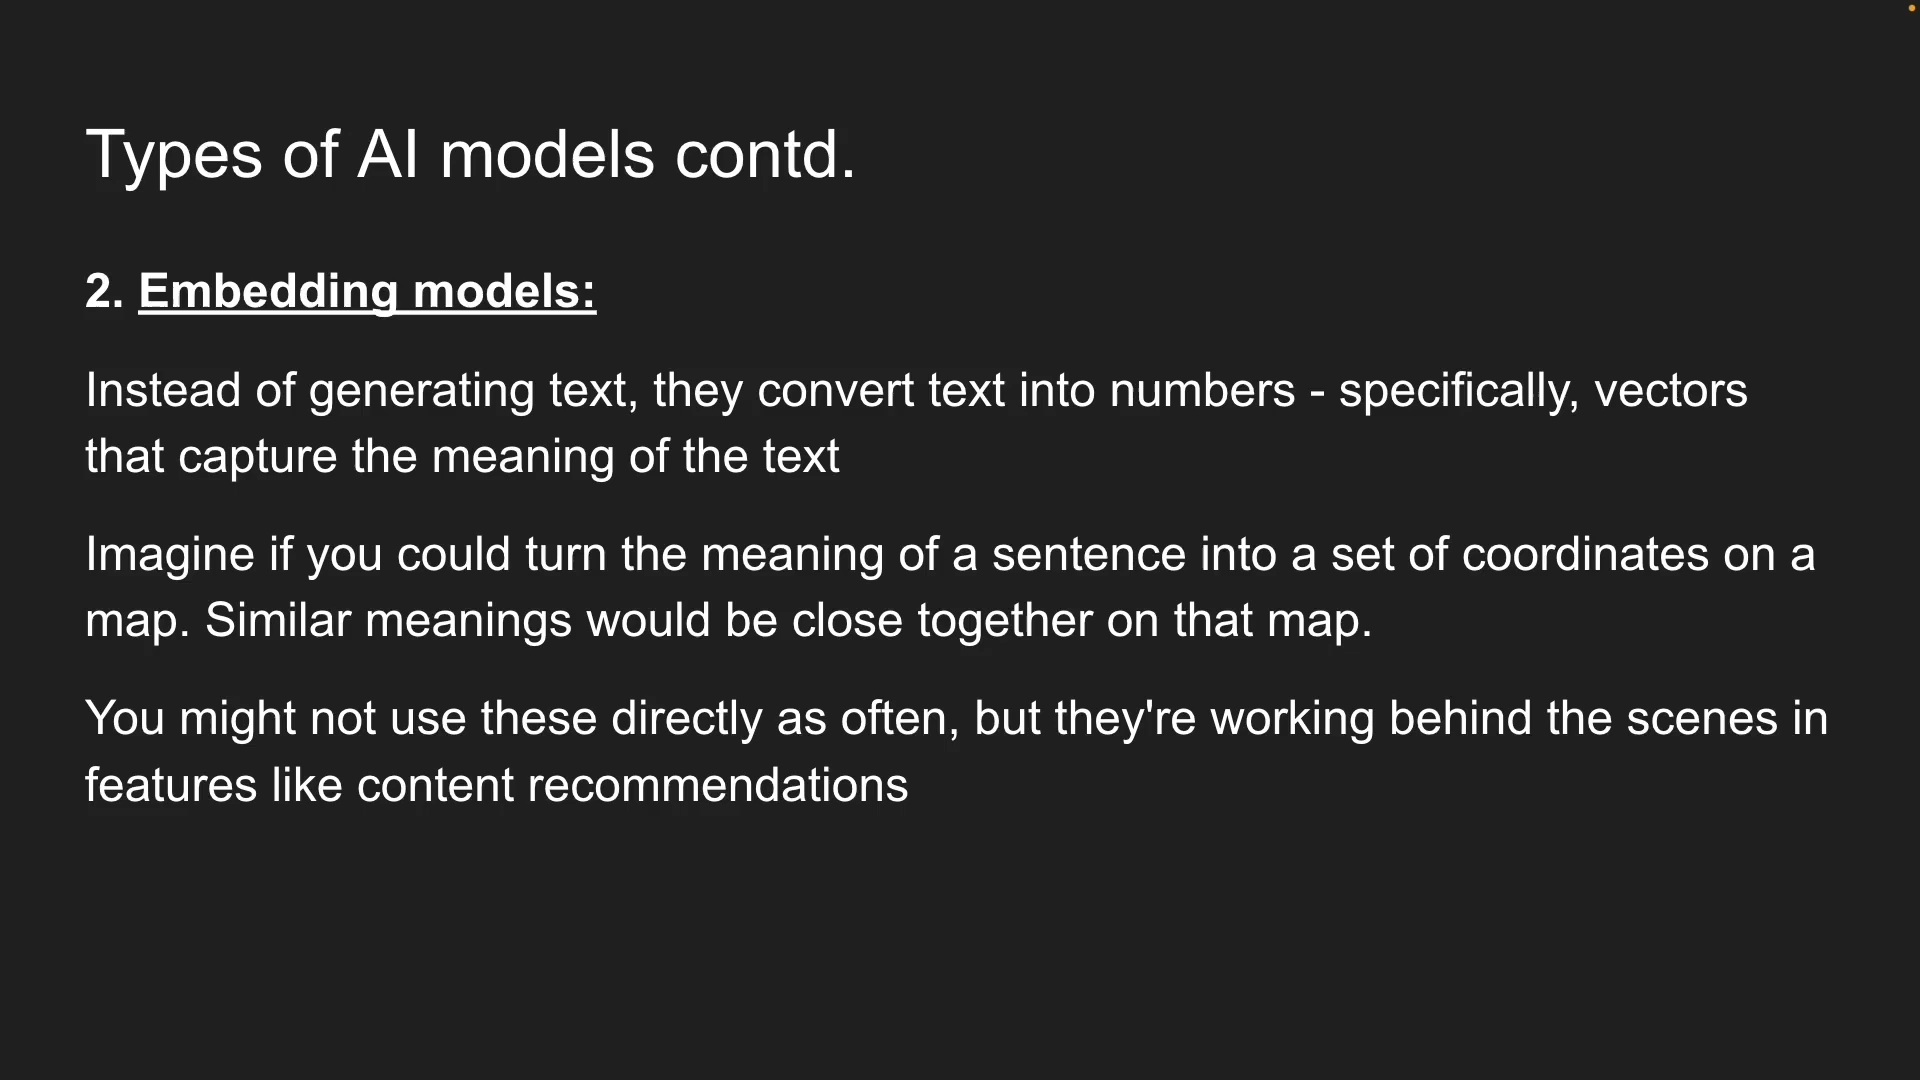 Types of AI models contd.
2. Embedding models:
Instead of generating text, they convert text into numbers - specifically, vectors
that capture the meaning of the text
Imagine if you could turn the meaning of a sentence into a set of coordinates on a
map. Similar meanings would be close together on that map.
You might not use these directly as often, but they're working behind the scenes in
features like content recommendations